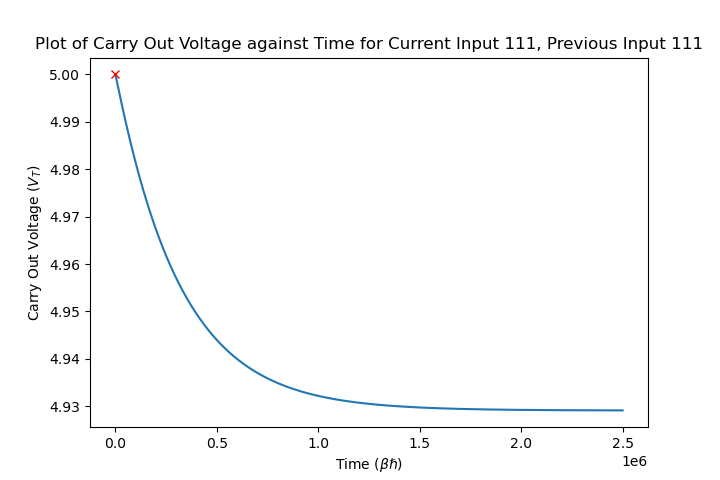 Plot of Carry Out Voltage against Time for Current Input 111, Previous Input 111
5.00
4.99
4.98
4.97
4.96
4.95
4.94
4.93
Carry Out Voltage (V_T)
0.0 0.5 1.0 1.5 2.0 2.5
1e6
Time (βħ)